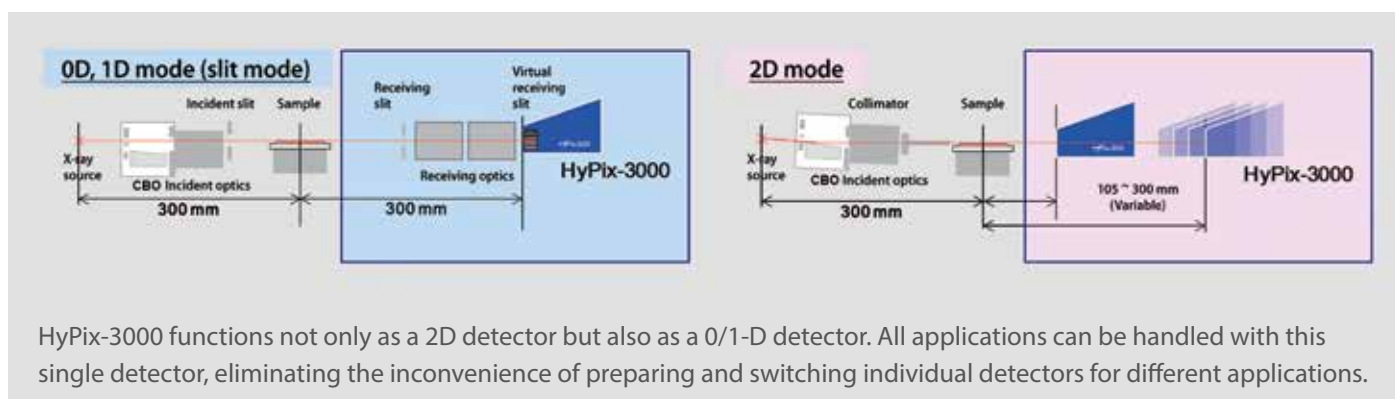 0D, 1D mode (slit mode)
Incident slit
Sample
Receiving
slit
Virtual
receiving
slit
X-ray
source
CBO Incident optics
Receiving optics
HyPix-3000
300 mm
300 mm
2D mode
Collimator
Sample
X-ray
source
CBO Incident optics
HyPix-3000
105 ~ 300 mm
(Variable)
300 mm
HyPix-3000 functions not only as a 2D detector but also as a 0/1-D detector. All applications can be handled with this
single detector, eliminating the inconvenience of preparing and switching individual detectors for different applications.